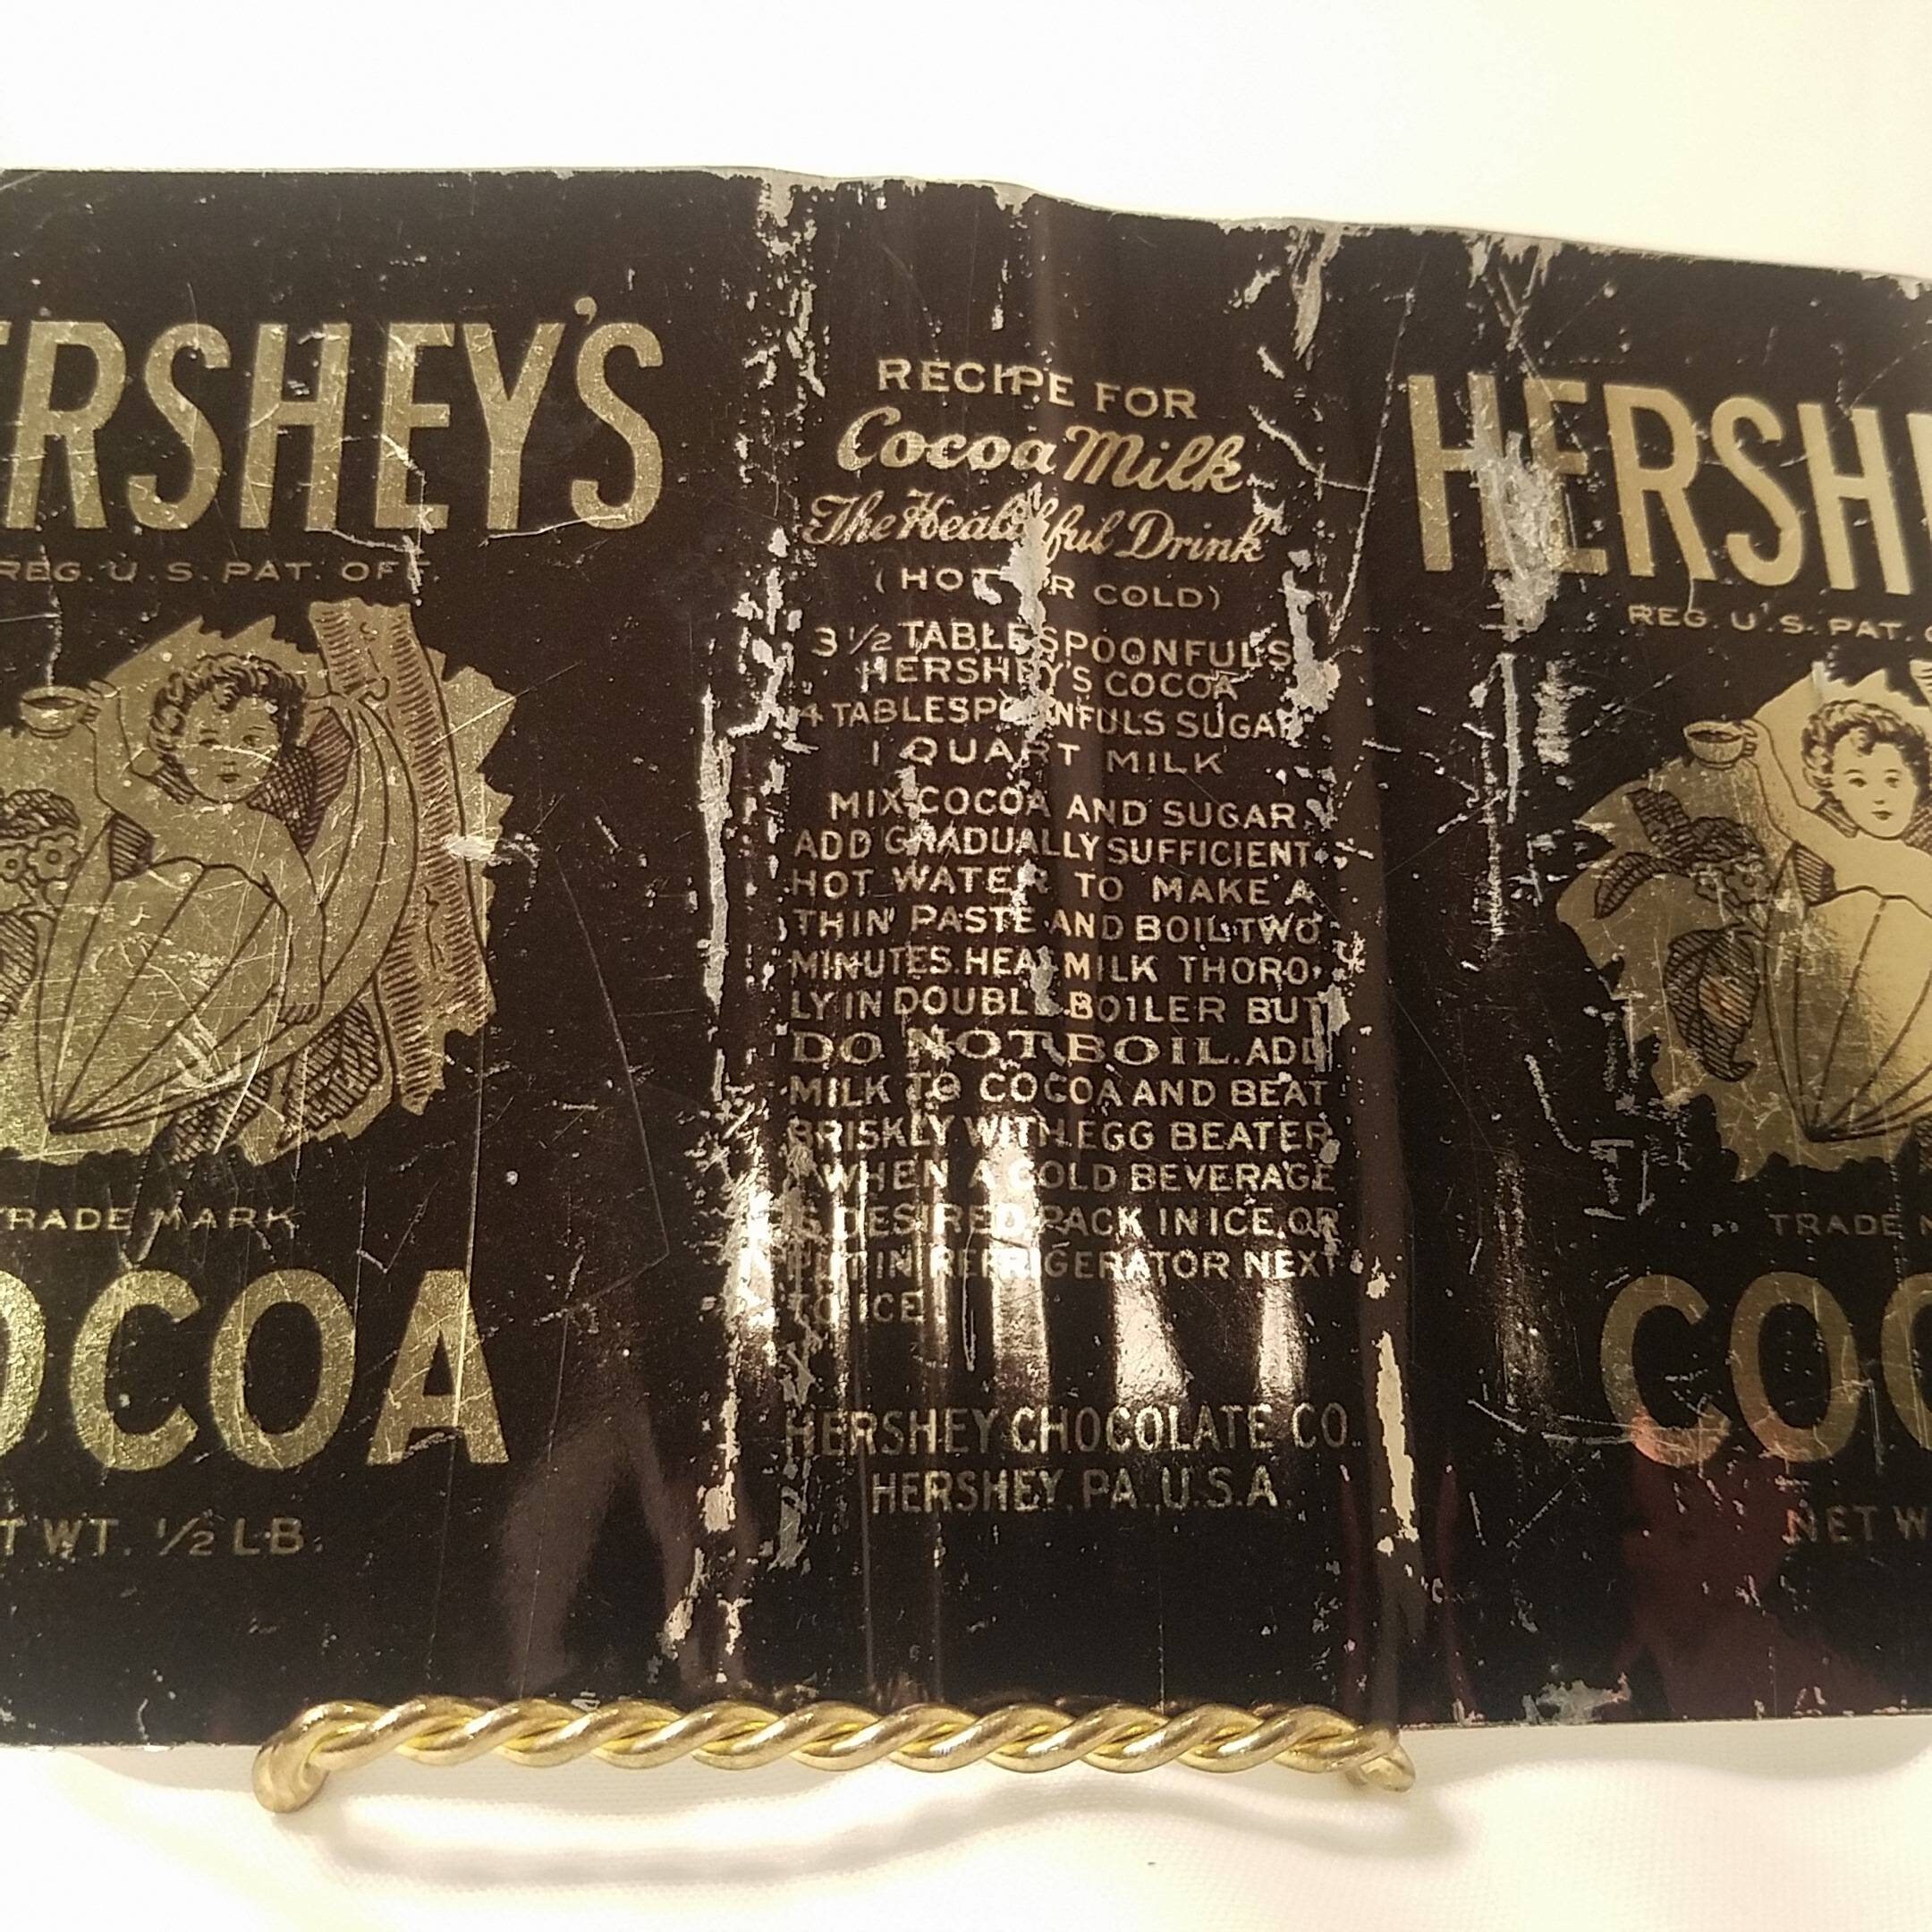 ERSHEY'S
REG. U.S. PAT. OFF.
TRADE MARK
OCOA
T WT. 1/2 LB.
RECIPE FOR
Cocoa Milk
The Healthful Drink
(HOT OR COLD)
3 1/2 TABLESPOONFULS
HERSHEY'S COCOA
4 TABLESPOONFULS SUGAR
1 QUART MILK
MIX COCOA AND SUGAR
ADD GRADUALLY SUFFICIENT
HOT WATER TO MAKE A
THIN PASTE AND BOIL TWO
MINUTES. HEAT MILK THORO-
LY IN DOUBLE BOILER BUT
DO NOT BOIL. ADD
MILK TO COCOA AND BEAT
BRISKLY WITH EGG BEATER
WHEN A COLD BEVERAGE
IS DESIRED PACK IN ICE OR
PUT IN REFRIGERATOR NEXT
TO ICE.
HERSHEY CHOCOLATE CO.
HERSHEY, PA., U.S.A.
HERSH
REG. U.S. PAT. O
TRADE
COC
NET W